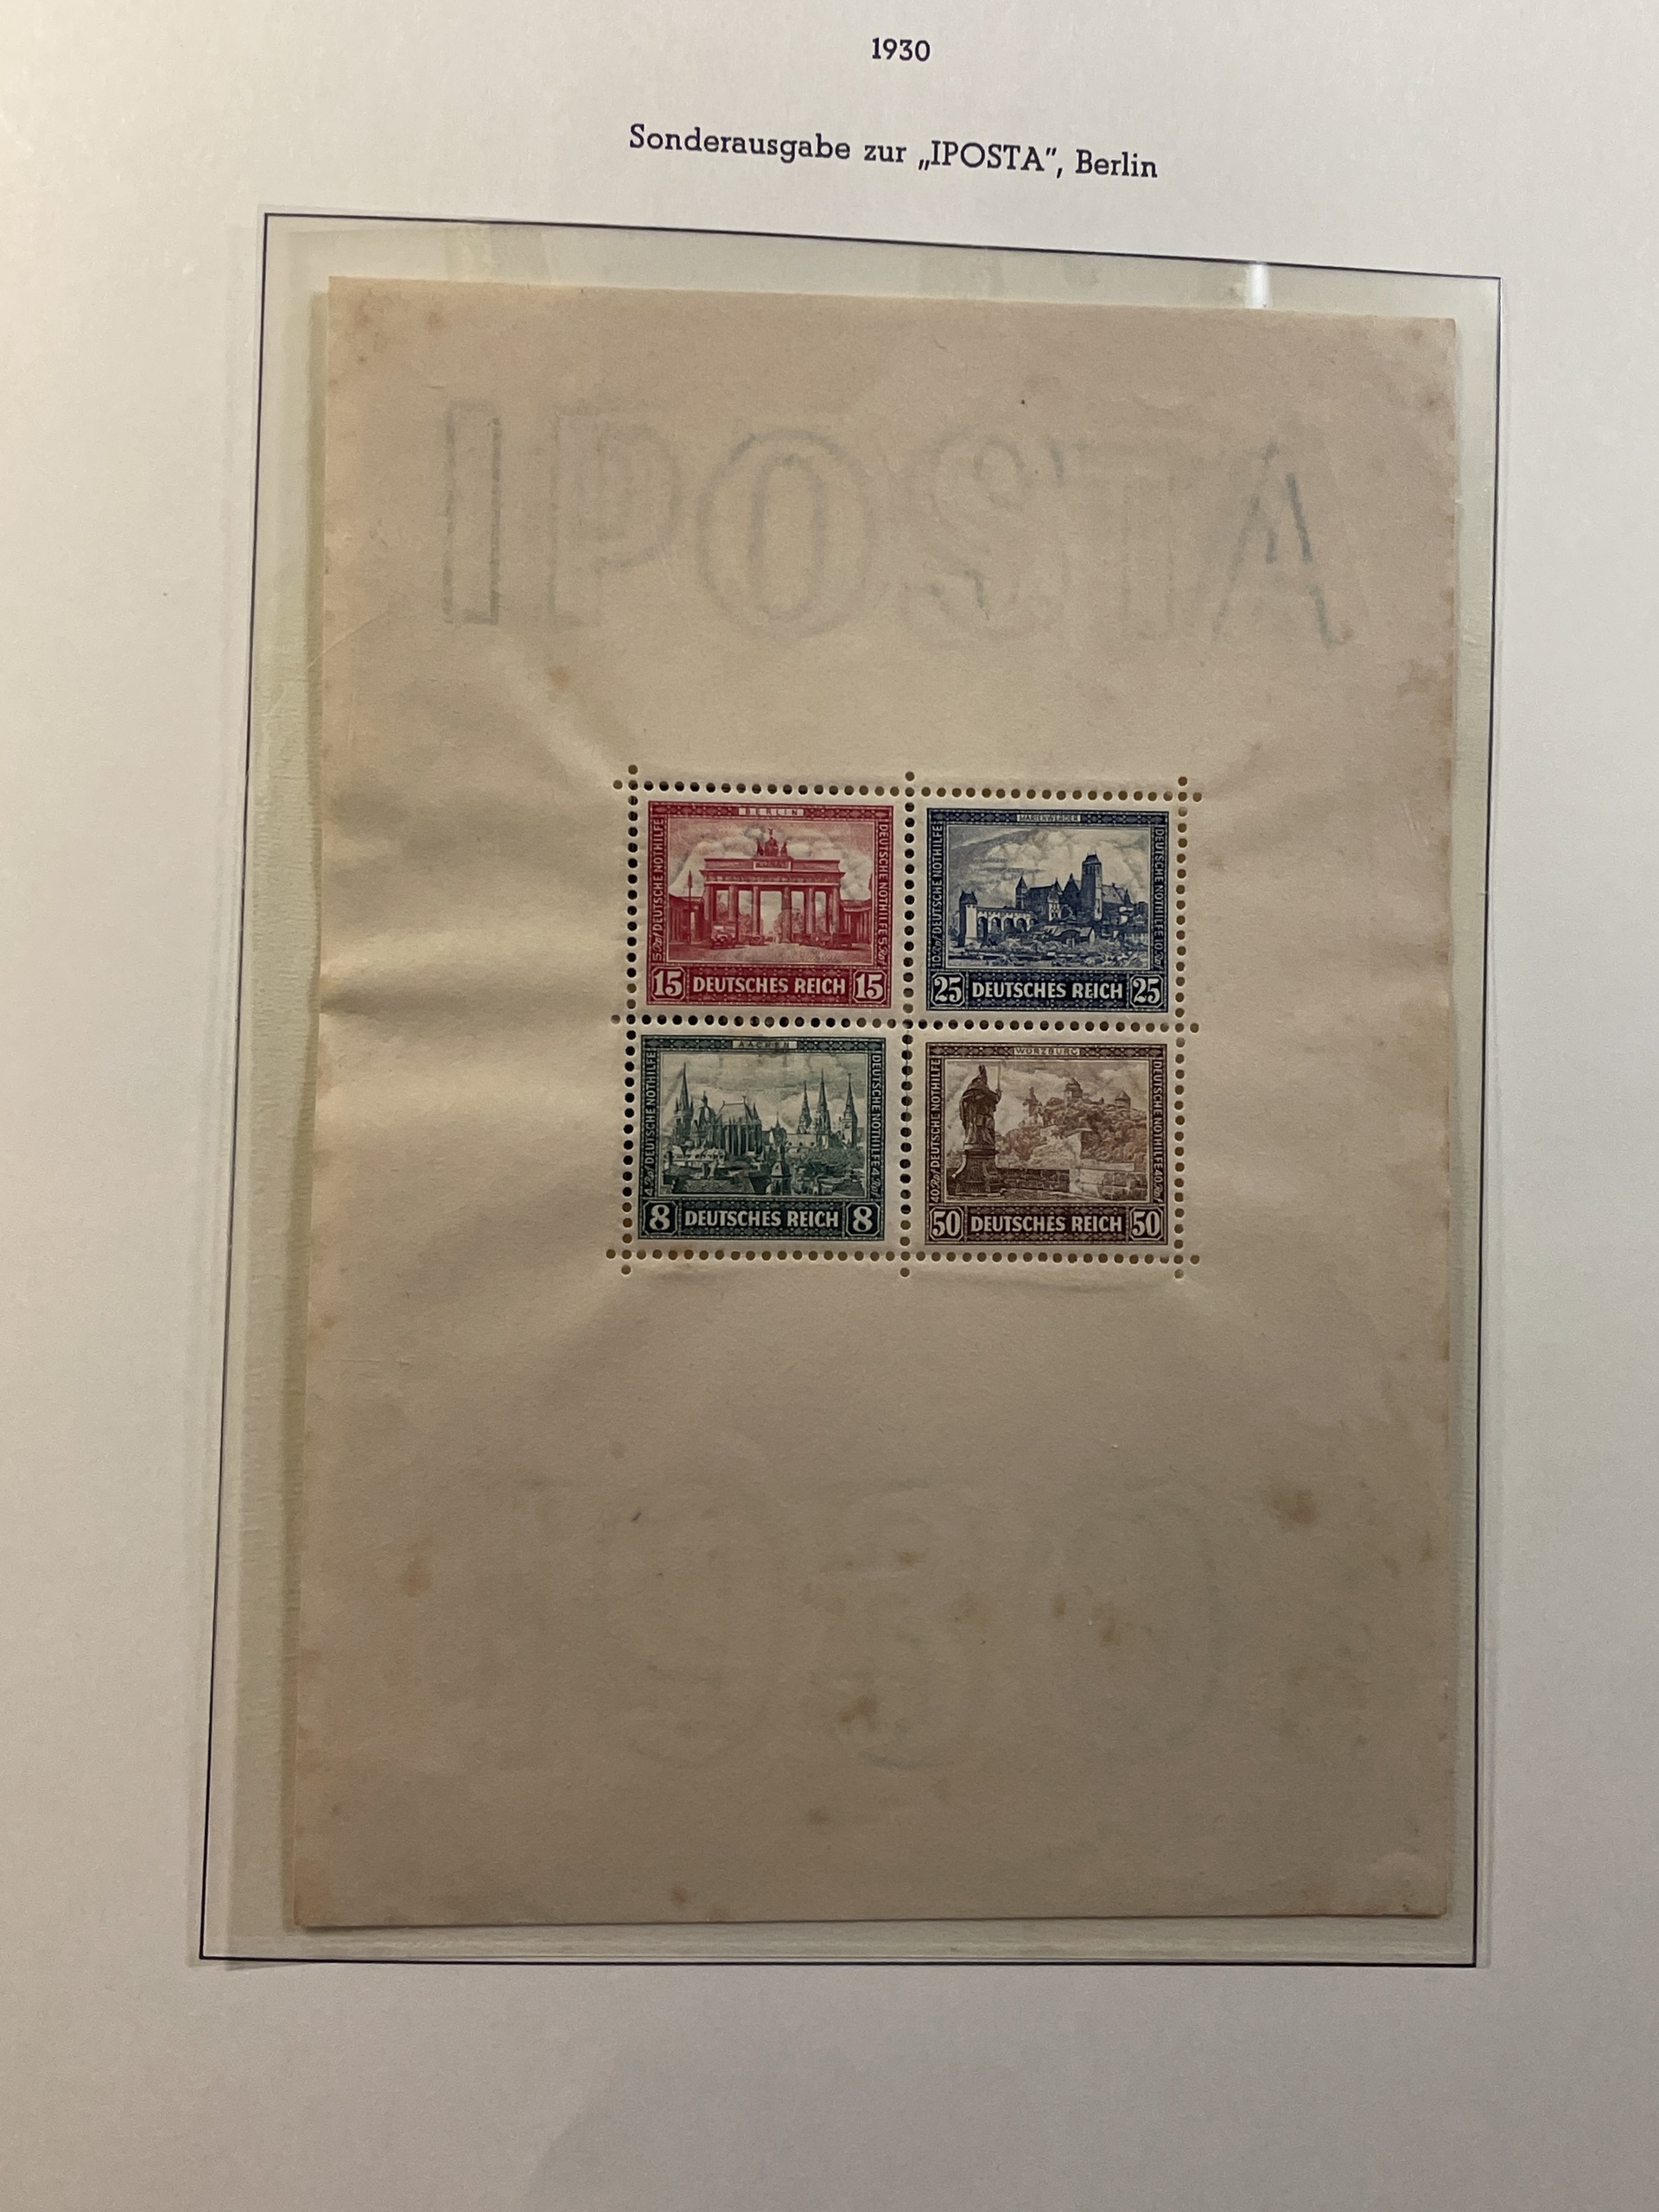 1930
Sonderausgabe zur „IPOSTA”, Berlin
IPOSTA
BERLIN
DEUTSCHE NOTHILFE
DEUTSCHE NOTHILFE
15 DEUTSCHES REICH 15
MARIENWERDER
DEUTSCHE NOTHILFE
DEUTSCHE NOTHILFE
25 DEUTSCHES REICH 25
AACHEN
DEUTSCHE NOTHILFE
DEUTSCHE NOTHILFE
8 DEUTSCHES REICH 8
WÜRZBURG
DEUTSCHE NOTHILFE
DEUTSCHE NOTHILFE
50 DEUTSCHES REICH 50